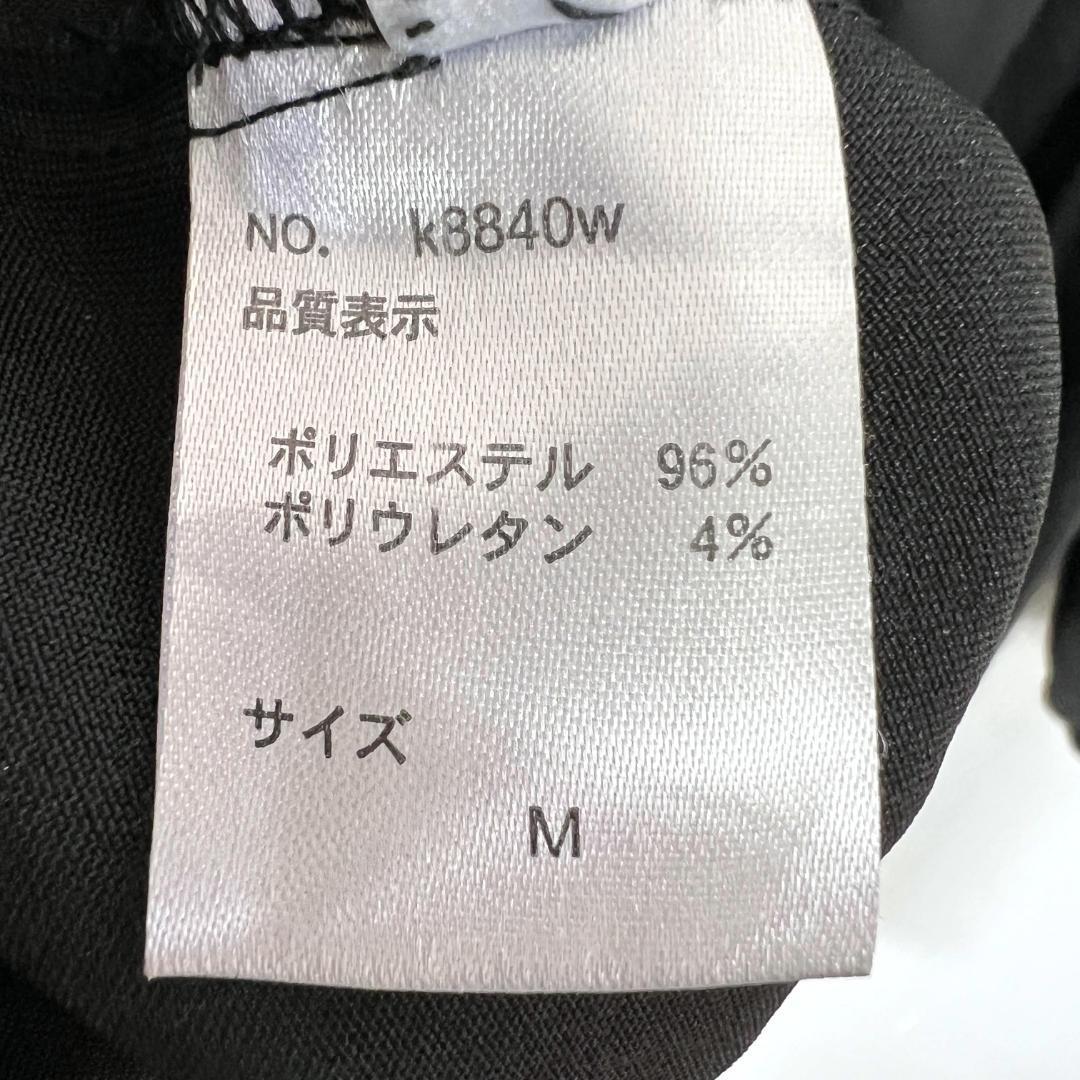 NO. k8840w
品質表示
ポリエステル 96%
ポリウレタン 4%
サイズ
M